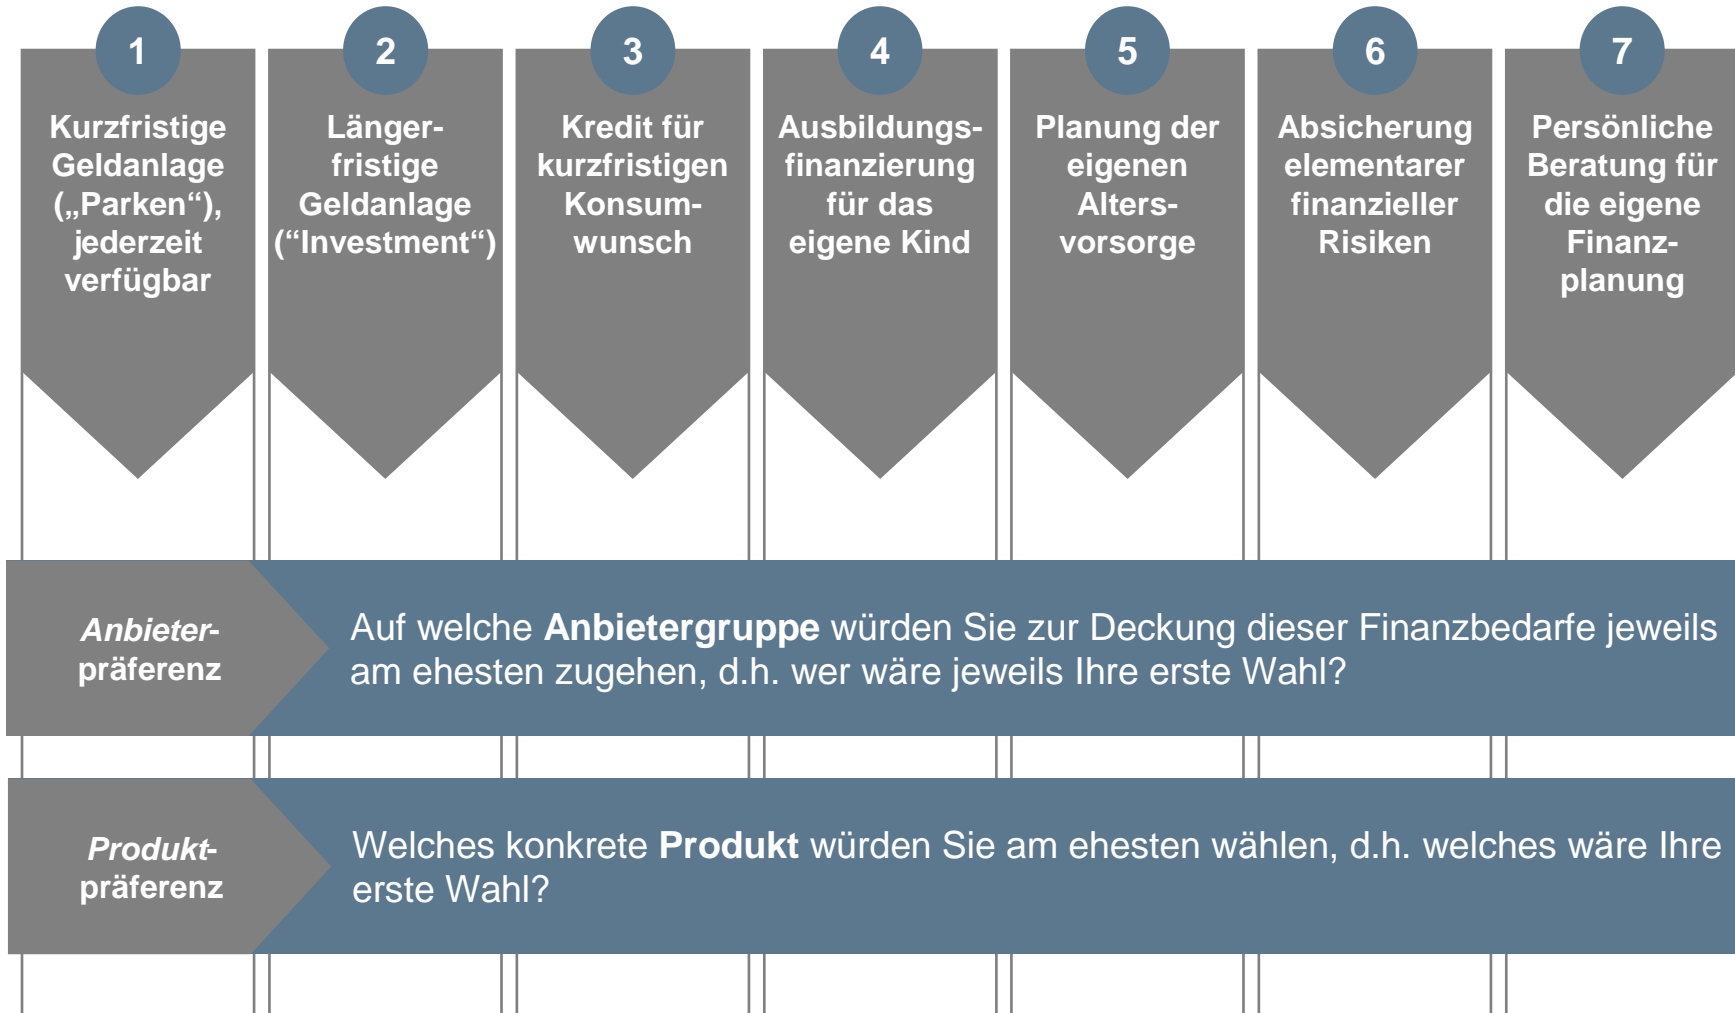 1
Kurzfristige
Geldanlage
(„Parken“),
jederzeit
verfügbar
2
Länger-
fristige
Geldanlage
(“Investment“)
3
Kredit für
kurzfristigen
Konsum-
wunsch
4
Ausbildungs-
finanzierung
für das
eigene Kind
5
Planung der
eigenen
Alters-
vorsorge
6
Absicherung
elementarer
finanzieller
Risiken
7
Persönliche
Beratung für
die eigene
Finanz-
planung
Anbieter-
präferenz
Auf welche Anbietergruppe würden Sie zur Deckung dieser Finanzbedarfe jeweils
am ehesten zugehen, d.h. wer wäre jeweils Ihre erste Wahl?
Produkt-
präferenz
Welches konkrete Produkt würden Sie am ehesten wählen, d.h. welches wäre Ihre
erste Wahl?